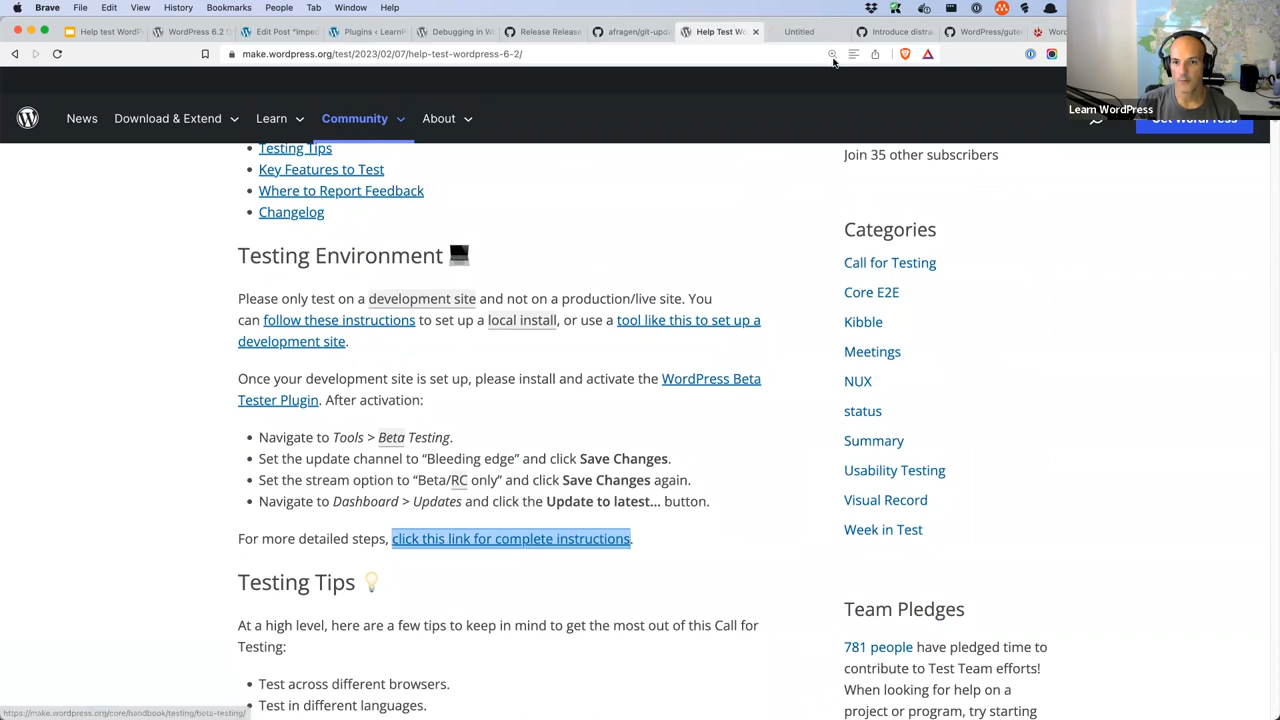 Brave File Edit View History Bookmarks People Tab Window Help
Help test WordP
WordPress 6.2 B
Edit Post "Impec
Plugins ‹ Learnp
Debugging in Wo
Release Release
afragen/git-upda
Help Test Wo
Untitled
Introduce distra
WordPress/guten
Word
make.wordpress.org/test/2023/02/07/help-test-wordpress-6-2/
Learn WordPress
News Download & Extend Learn Community About
Get WordPress
Testing Tips
Key Features to Test
Where to Report Feedback
Changelog
Testing Environment
Please only test on a development site and not on a production/live site. You
can follow these instructions to set up a local install, or use a tool like this to set up a
development site.
Once your development site is set up, please install and activate the WordPress Beta
Tester Plugin. After activation:
Navigate to Tools > Beta Testing.
Set the update channel to “Bleeding edge” and click Save Changes.
Set the stream option to “Beta/RC only” and click Save Changes again.
Navigate to Dashboard > Updates and click the Update to latest... button.
For more detailed steps, click this link for complete instructions.
Testing Tips
At a high level, here are a few tips to keep in mind to get the most out of this Call for
Testing:
Test across different browsers.
Test in different languages.
https://make.wordpress.org/core/handbook/testing/beta-testing/
Join 35 other subscribers
Categories
Call for Testing
Core E2E
Kibble
Meetings
NUX
status
Summary
Usability Testing
Visual Record
Week in Test
Team Pledges
781 people have pledged time to
contribute to Test Team efforts!
When looking for help on a
project or program, try starting